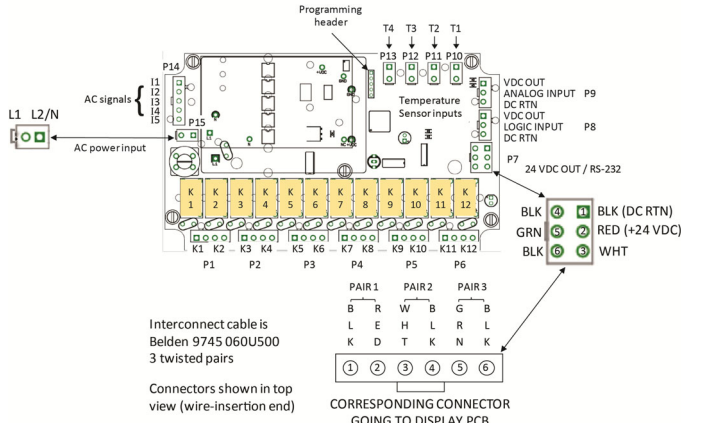 Programming
header
T4 T3 T2 T1
P13 P12 P11 P10
P14
I1
I2
I3
I4
I5
AC signals
L1 L2/N
P15
AC power input
Temperature
Sensor inputs
VDC OUT
ANALOG INPUT P9
DC RTN
VDC OUT
LOGIC INPUT P8
DC RTN
P7
24 VDC OUT / RS-232
K K K K K K K K K K K K
1 2 3 4 5 6 7 8 9 10 11 12
K1 K2 K3 K4 K5 K6 K7 K8 K9 K10 K11 K12
P1 P2 P3 P4 P5 P6
BLK 4 1 BLK (DC RTN)
GRN 5 2 RED (+24 VDC)
BLK 6 3 WHT
PAIR 1 PAIR 2 PAIR 3
B R W B G B
L E H L R L
K D T K N K
1 2 3 4 5 6
Interconnect cable is
Belden 9745 060U500
3 twisted pairs
Connectors shown in top
view (wire-insertion end)
CORRESPONDING CONNECTOR
GOING TO DISPLAY PCB